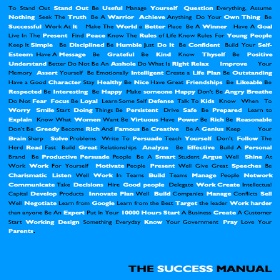 To Stand Out Stand Out Be Useful Manage Yourself Question Everything Assume
Nothing Seek The Truth Be A Warrior Achieve Anything Do Your Own Thing Be
Successful Work At It Make The World A Better Place Be A Winner Have A Goal
Live In The Present Find Peace Know The Rules of Life Know Rules For Young People
Keep It Simple Be Disciplined Be Humble Just Do It Be Confident Build Your Self-
Esteem Have A Message Be Grateful Be Kind Know Thyself Be Positive
Understand Better Do Not Be An Asshole Do What Is Right Relax Improve Your
Memory Assert Yourself Be Emotionally Intelligent Create a Life Plan Be Outstanding
Have a Good Character Stay Healthy Be Nice Have Great Friendships Be Likeable Be
Respected Be Interesting Be Happy Make someone Happy Don't Be Angry Breathe
Do Not Fear Focus Be Loyal Learn Some Self Defense Talk To Kids Know When To
Worry Smile Start Doing Things Be Persistent Drive Safe Be Prepared Learn to
Explain Know What Women Want Be Virtuous Have Power Be Rich Be Reasonable
Don't Be Greedy Become Rich And Famous Be Creative Be A Genius Keep Your
Brain Sharp Solve Problems Write To Persuade Teach Yourself Don't Follow The
Herd Read Fast Build Great Relationships Analyze Be Effective Build A Personal
Brand Be Productive Persuade People Be A Smart Student Argue Well Shine At
Work Work For Yourself Motivate People Present Well Give Great Speeches Be
Charismatic Listen Well Work In Teams Build Teams Manage People Network
Communicate Take Decisions Hire Good people Delegate Work Create Intellectual
Capital Develop Products Innovate Plan Well Build Companies Manage Conflicts Sell
Well Negotiate Learn from Google Learn from the Best Target the leader Work harder
than anyone Be An Expert Put In Your 10000 Hours Start A Business Create A Customer
Start Working Design Something Everyday Know Your Government Pray Love Your
Parents.
THE SUCCESS MANUAL